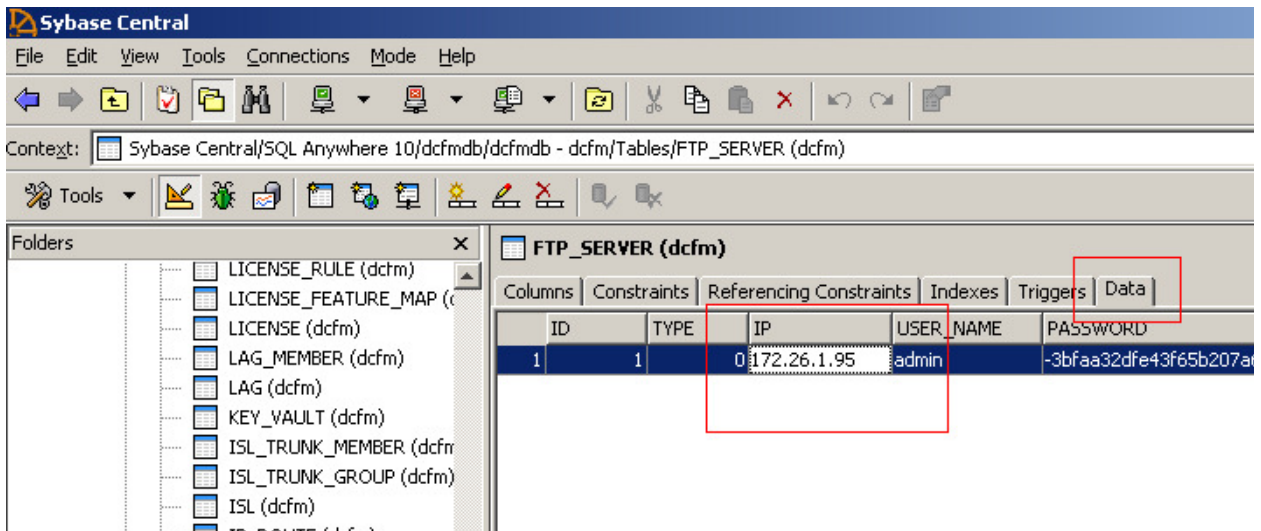 Sybase Central
File Edit View Tools Connections Mode Help
Context: Sybase Central/SQL Anywhere 10/dcfmdb/dcfmdb - dcfm/Tables/FTP_SERVER (dcfm)
Tools
Folders x
LICENSE_RULE (dcfm)
LICENSE_FEATURE_MAP (
LICENSE (dcfm)
LAG_MEMBER (dcfm)
LAG (dcfm)
KEY_VAULT (dcfm)
ISL_TRUNK_MEMBER (dcfm
ISL_TRUNK_GROUP (dcfm)
ISL (dcfm)
FTP_SERVER (dcfm)
Columns Constraints Referencing Constraints Indexes Triggers Data
ID TYPE IP USER_NAME PASSWORD
1 1 0 172.26.1.95 admin -3bfaa32dfe43f65b207a6